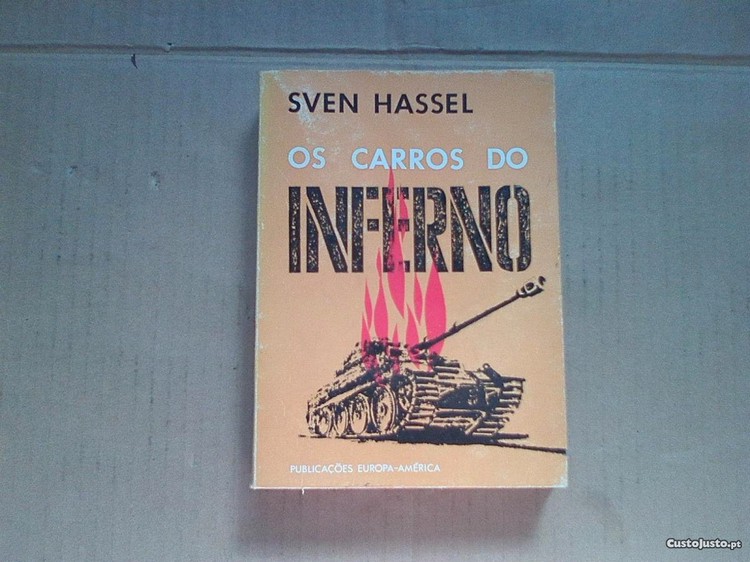 SVEN HASSEL
OS CARROS DO
INFERNO
PUBLICAÇÕES EUROPA-AMÉRICA
CustoJusto.pt